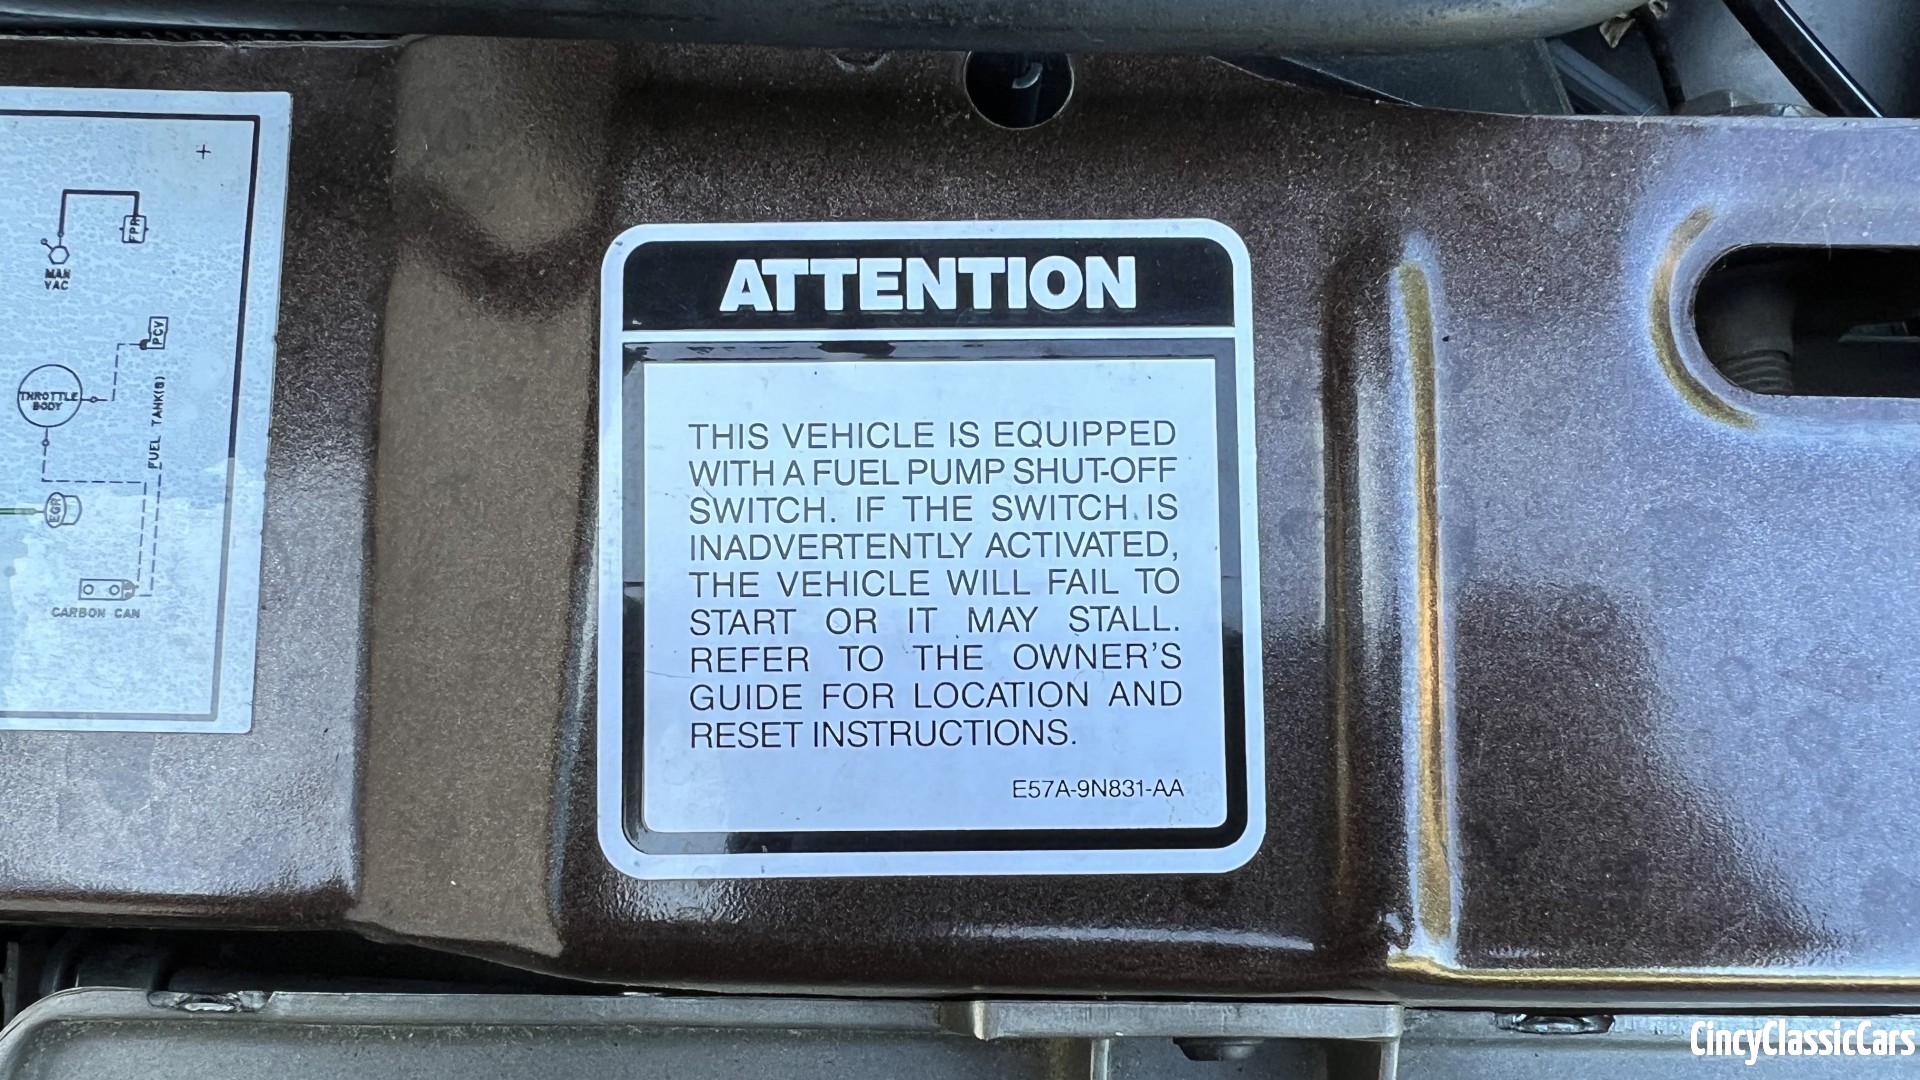 +
FPR
MAN
VAC
PCV
THROTTLE
BODY
FUEL TANK(S)
EGR
CARBON CAN
ATTENTION
THIS VEHICLE IS EQUIPPED
WITH A FUEL PUMP SHUT-OFF
SWITCH. IF THE SWITCH IS
INADVERTENTLY ACTIVATED,
THE VEHICLE WILL FAIL TO
START OR IT MAY STALL.
REFER TO THE OWNER'S
GUIDE FOR LOCATION AND
RESET INSTRUCTIONS.
E57A-9N831-AA
CincyClassicCars